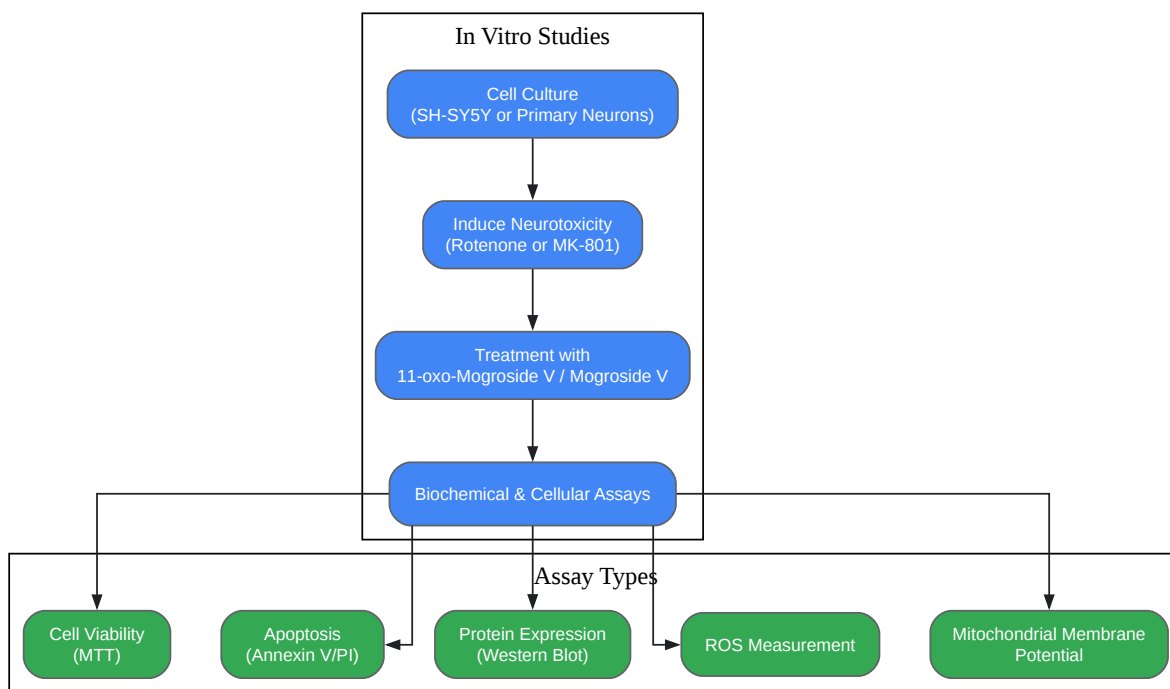 In Vitro Studies
Cell Culture
(SH-SY5Y or Primary Neurons)
Induce Neurotoxicity
(Rotenone or MK-801)
Treatment with
11-oxo-Mogroside V / Mogroside V
Biochemical & Cellular Assays
Assay Types
Cell Viability
(MTT)
Apoptosis
(Annexin V/PI)
Protein Expression
(Western Blot)
ROS Measurement
Mitochondrial Membrane
Potential